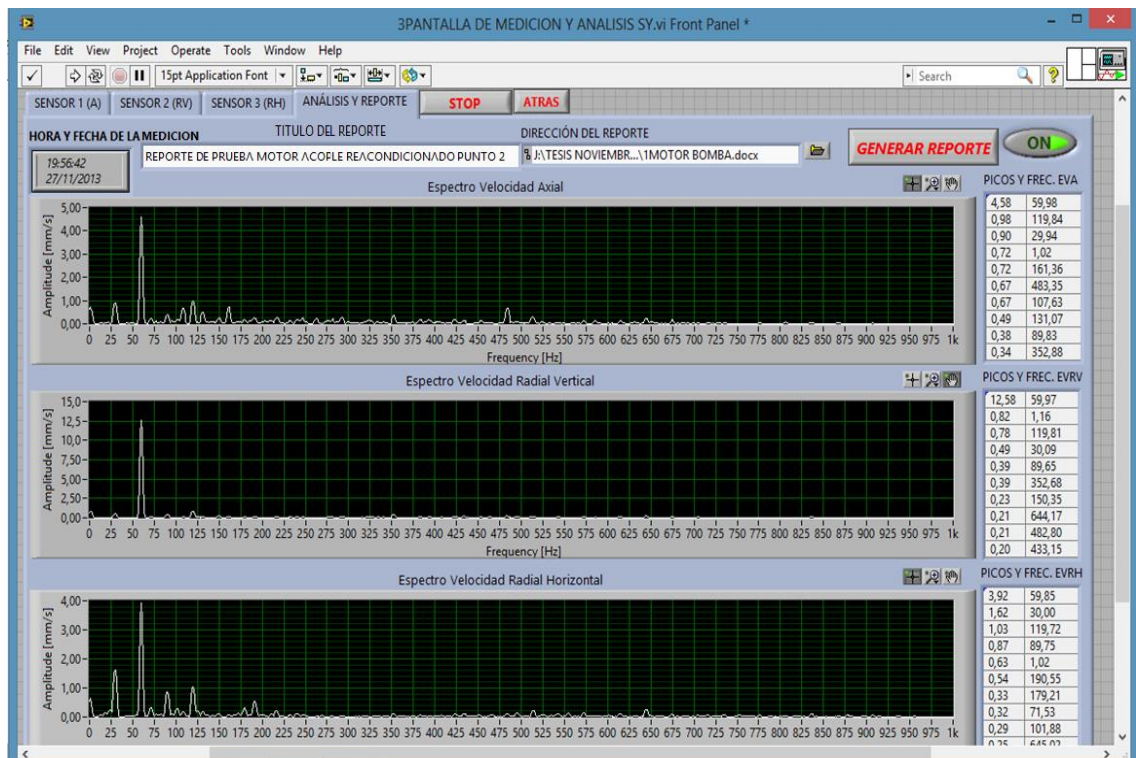 3PANTALLA DE MEDICION Y ANALISIS SY.vi Front Panel *
File Edit View Project Operate Tools Window Help
15pt Application Font
Search
SENSOR 1 (A) SENSOR 2 (RV) SENSOR 3 (RH) ANÁLISIS Y REPORTE STOP ATRAS
HORA Y FECHA DE LA MEDICION TITULO DEL REPORTE DIRECCIÓN DEL REPORTE
19:56:42
27/11/2013
REPORTE DE PRUEBA MOTOR ACOPLE REACONDICIONADO PUNTO 2
J:\TESIS NOVIEMBR...\1MOTOR BOMBA.docx
GENERAR REPORTE
ON
Espectro Velocidad Axial
Amplitude [mm/s]
5,00
4,00
3,00
2,00
1,00
0,00
0 25 50 75 100 125 150 175 200 225 250 275 300 325 350 375 400 425 450 475 500 525 550 575 600 625 650 675 700 725 750 775 800 825 850 875 900 925 950 975 1k
Frequency [Hz]
PICOS Y FREC. EVA
4,58 59,98
0,98 119,84
0,90 29,94
0,72 1,02
0,72 161,36
0,67 483,35
0,67 107,63
0,49 131,07
0,38 89,83
0,34 352,88
Espectro Velocidad Radial Vertical
Amplitude [mm/s]
15,0
12,5
10,0
7,50
5,00
2,50
0,00
0 25 50 75 100 125 150 175 200 225 250 275 300 325 350 375 400 425 450 475 500 525 550 575 600 625 650 675 700 725 750 775 800 825 850 875 900 925 950 975 1k
Frequency [Hz]
PICOS Y FREC. EVRV
12,58 59,97
0,82 1,16
0,78 119,81
0,49 30,09
0,39 89,65
0,39 352,68
0,23 150,35
0,21 644,17
0,21 482,80
0,20 433,15
Espectro Velocidad Radial Horizontal
Amplitude [mm/s]
4,00
3,00
2,00
1,00
0,00
0 25 50 75 100 125 150 175 200 225 250 275 300 325 350 375 400 425 450 475 500 525 550 575 600 625 650 675 700 725 750 775 800 825 850 875 900 925 950 975 1k
PICOS Y FREC. EVRH
3,92 59,85
1,62 30,00
1,03 119,72
0,87 89,75
0,63 1,02
0,54 190,55
0,33 179,21
0,32 71,53
0,29 101,88
0,25 645,02